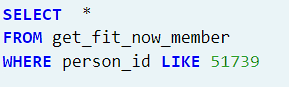 SELECT  *
FROM get_fit_now_member
WHERE person_id LIKE 51739